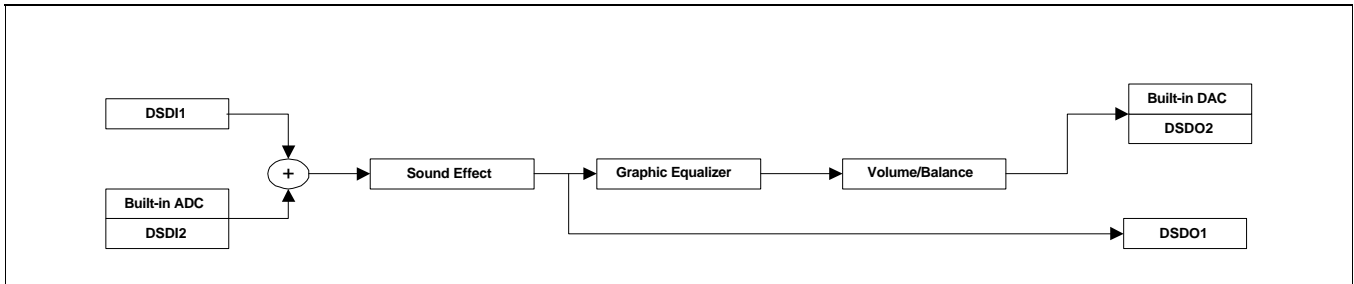 DSDI1
Built-in ADC
DSDI2
+
Sound Effect
Graphic Equalizer
Volume/Balance
Built-in DAC
DSDO2
DSDO1